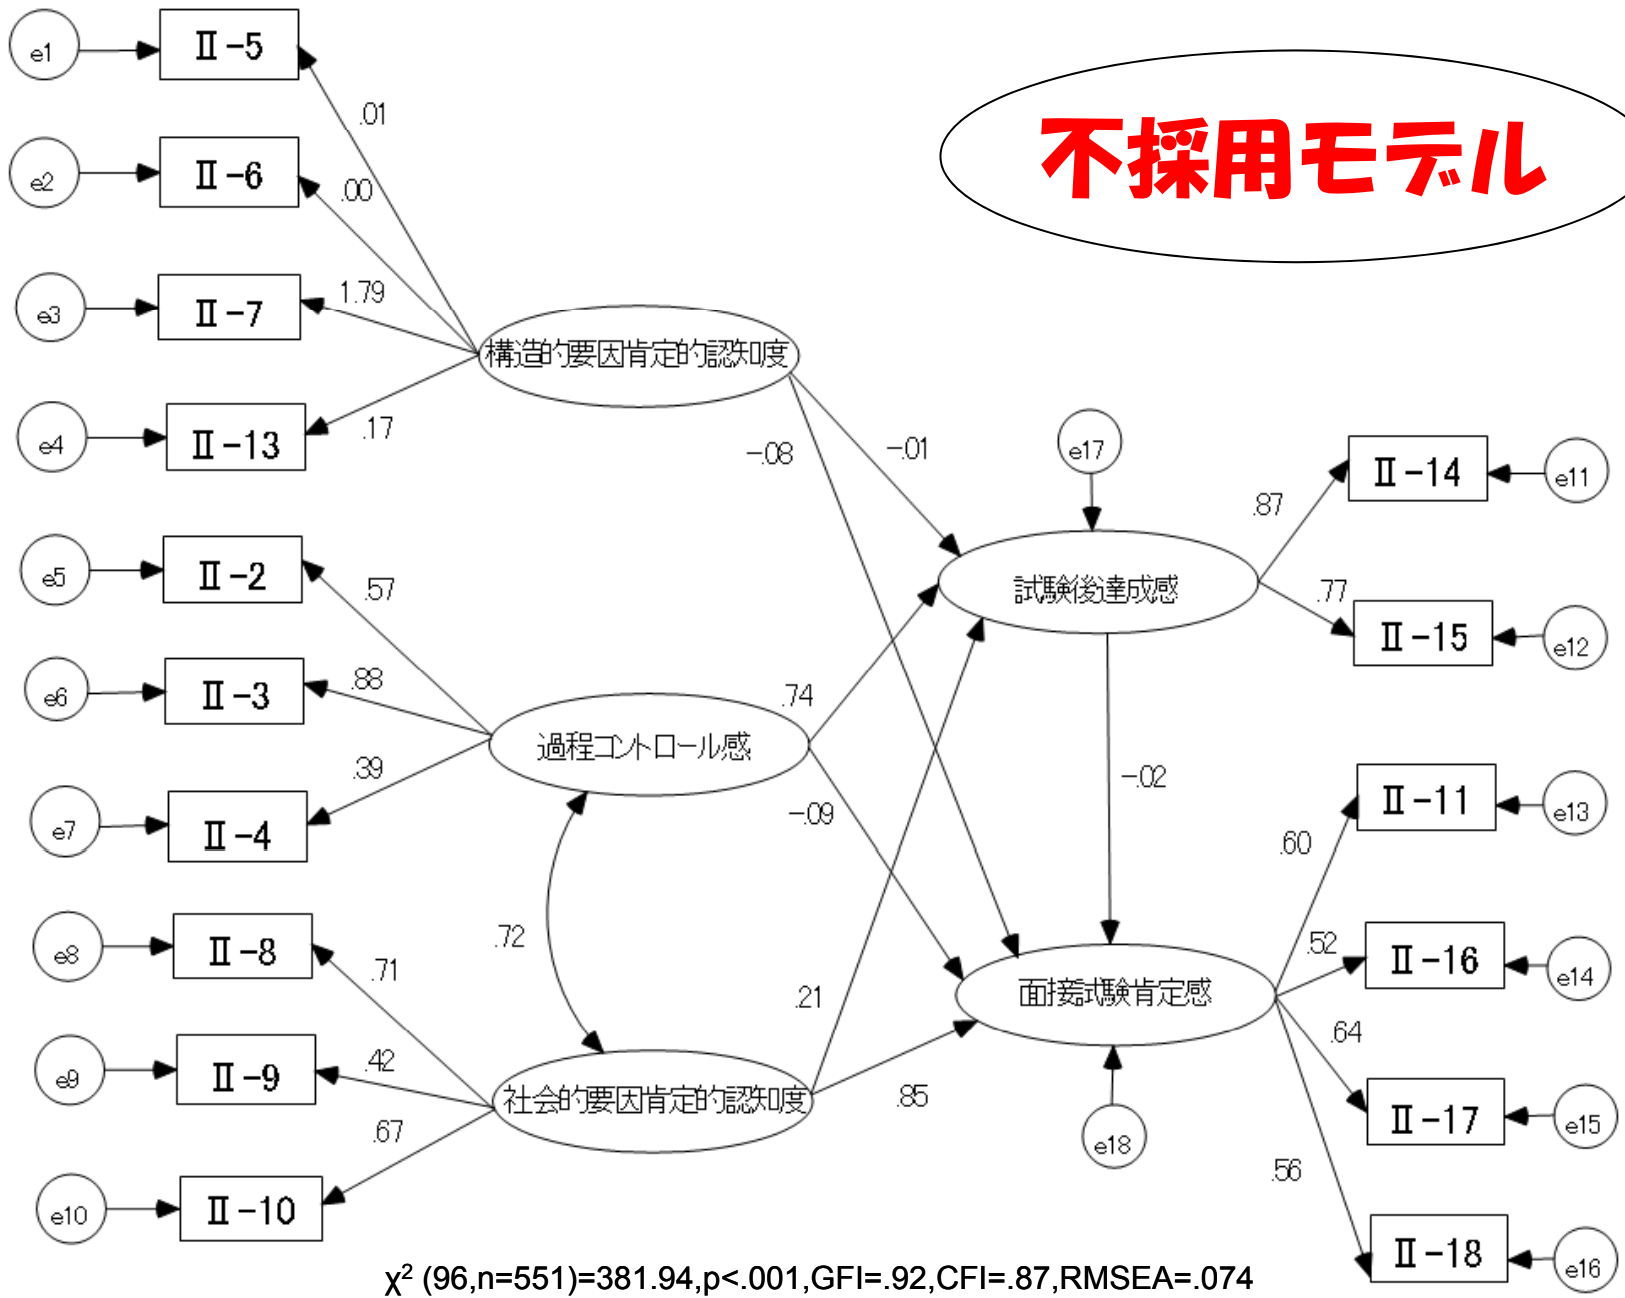 e1
Ⅱ-5
.01
不採用モデル
e2
Ⅱ-6
.00
e3
Ⅱ-7
1.79
構造的要因肯定的認知度
e4
Ⅱ-13
.17
-.08
-.01
e17
Ⅱ-14
e11
.87
e5
Ⅱ-2
.57
試験後達成感
.77
Ⅱ-15
e12
e6
Ⅱ-3
.88
.74
過程コントロール感
.39
-.02
e7
Ⅱ-4
-.09
Ⅱ-11
e13
.60
e8
Ⅱ-8
.72
.71
.21
面接試験肯定感
.52
Ⅱ-16
e14
.64
e9
Ⅱ-9
.42
社会的要因肯定的認知度
.85
.67
e18
Ⅱ-17
e15
.56
e10
Ⅱ-10
Ⅱ-18
e16
χ² (96,n=551)=381.94,p<.001,GFI=.92,CFI=.87,RMSEA=.074